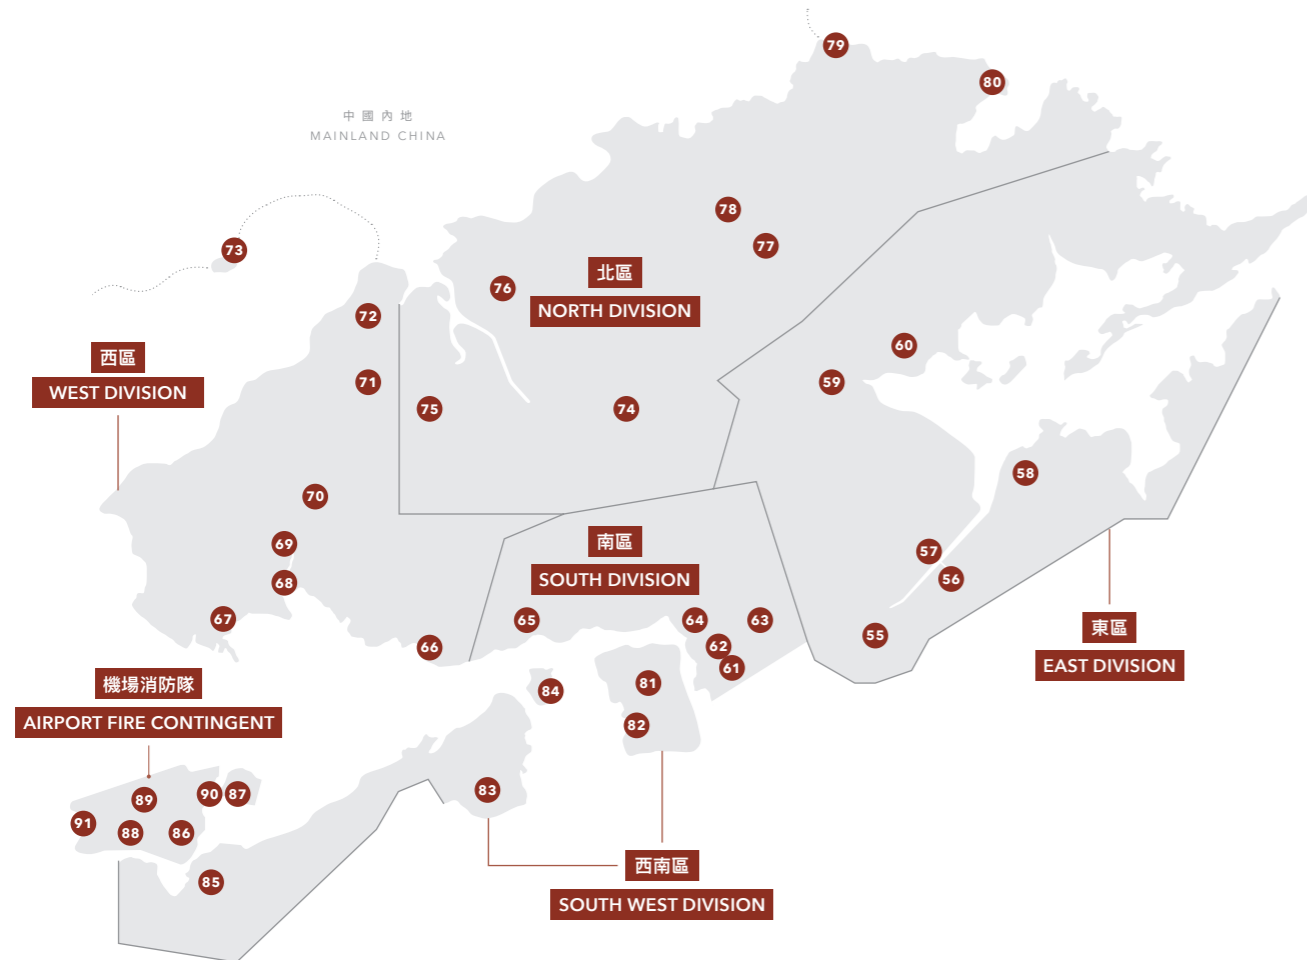 79
80
中國內地
MAINLAND CHINA
78
77
73
76
北區
NORTH DIVISION
72
60
西區
WEST DIVISION
71
59
75
74
58
70
69
57
南區
SOUTH DIVISION
68
56
67
65
64
63
55
66
62
61
東區
EAST DIVISION
機場消防隊
AIRPORT FIRE CONTINGENT
84
81
82
83
90
87
89
91
88
86
85
西南區
SOUTH WEST DIVISION